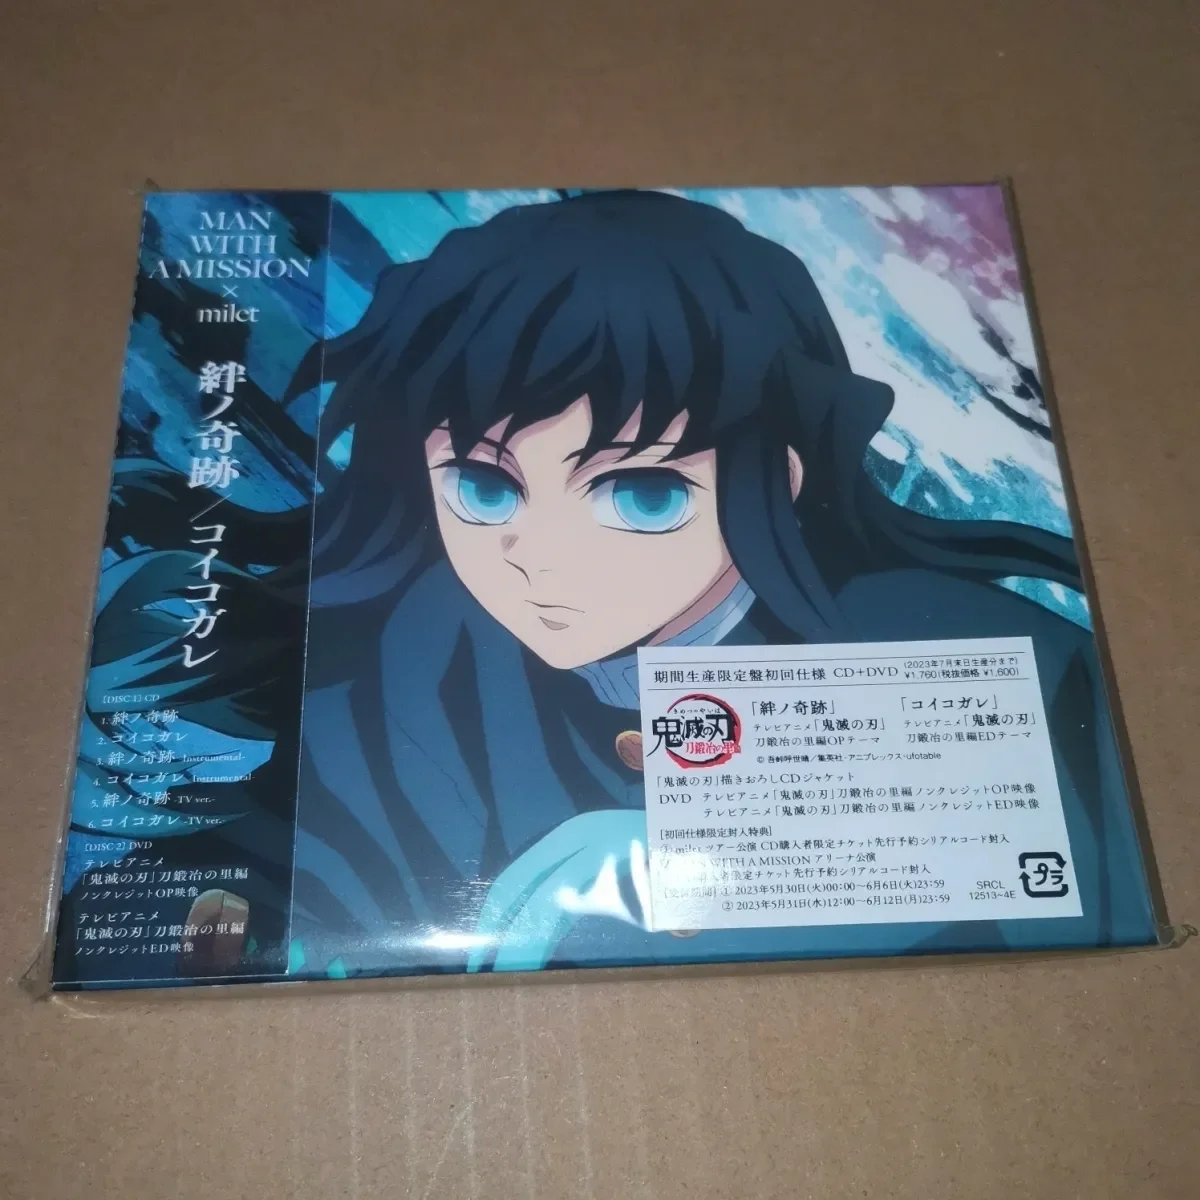 MAN
WITH
A MISSION
×
milet
絆ノ奇跡／コイコガレ
[DISC-1] CD
1. 絆ノ奇跡
2. コイコガレ
3. 絆ノ奇跡 -Instrumental-
4. コイコガレ -Instrumental-
5. 絆ノ奇跡 -TV ver.-
6. コイコガレ -TV ver.-
[DISC-2] DVD
テレビアニメ
「鬼滅の刃」刀鍛冶の里編
ノンクレジットOP映像
テレビアニメ
「鬼滅の刃」刀鍛冶の里編
ノンクレジットED映像
期間生産限定盤初回仕様 CD+DVD (2023年7月末日生産分まで)
¥1,760(税抜価格 ¥1,600)
きめつのやいば
鬼滅の刃
刀鍛冶の里編
「絆ノ奇跡」
テレビアニメ「鬼滅の刃」
刀鍛冶の里編OPテーマ
「コイコガレ」
テレビアニメ「鬼滅の刃」
刀鍛冶の里編EDテーマ
© 吾峠呼世晴／集英社・アニプレックス・ufotable
「鬼滅の刃」描きおろしCDジャケット
DVD テレビアニメ「鬼滅の刃」刀鍛冶の里編 ノンクレジットOP映像
テレビアニメ「鬼滅の刃」刀鍛冶の里編 ノンクレジットED映像
[初回仕様限定封入特典]
① milet ツアー公演 CD購入者限定チケット先行予約シリアルコード封入
WITH A MISSION アリーナ公演
入者限定チケット先行予約シリアルコード封入
① 2023年5月30日(火)00:00〜6月6日(火)23:59
② 2023年5月31日(水)12:00〜6月12日(月)23:59
プラ
SRCL
12513~4E